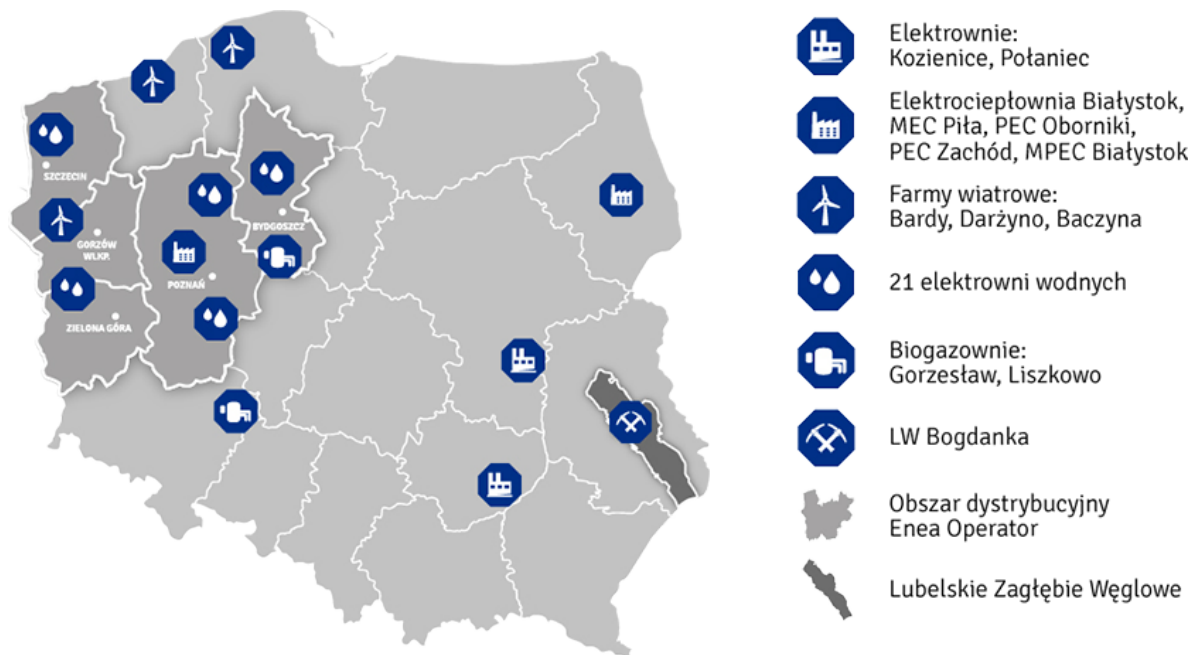 SZCZECIN
GORZÓW
WLKP.
ZIELONA GÓRA
POZNAŃ
BYDGOSZCZ
Elektrownie:
Kozienice, Połaniec
Elektrociepłownia Białystok,
MEC Piła, PEC Oborniki,
PEC Zachód, MPEC Białystok
Farmy wiatrowe:
Bardy, Darżyno, Baczyna
21 elektrowni wodnych
Biogazownie:
Gorzesław, Liszkowo
LW Bogdanka
Obszar dystrybucyjny
Enea Operator
Lubelskie Zagłębie Węglowe